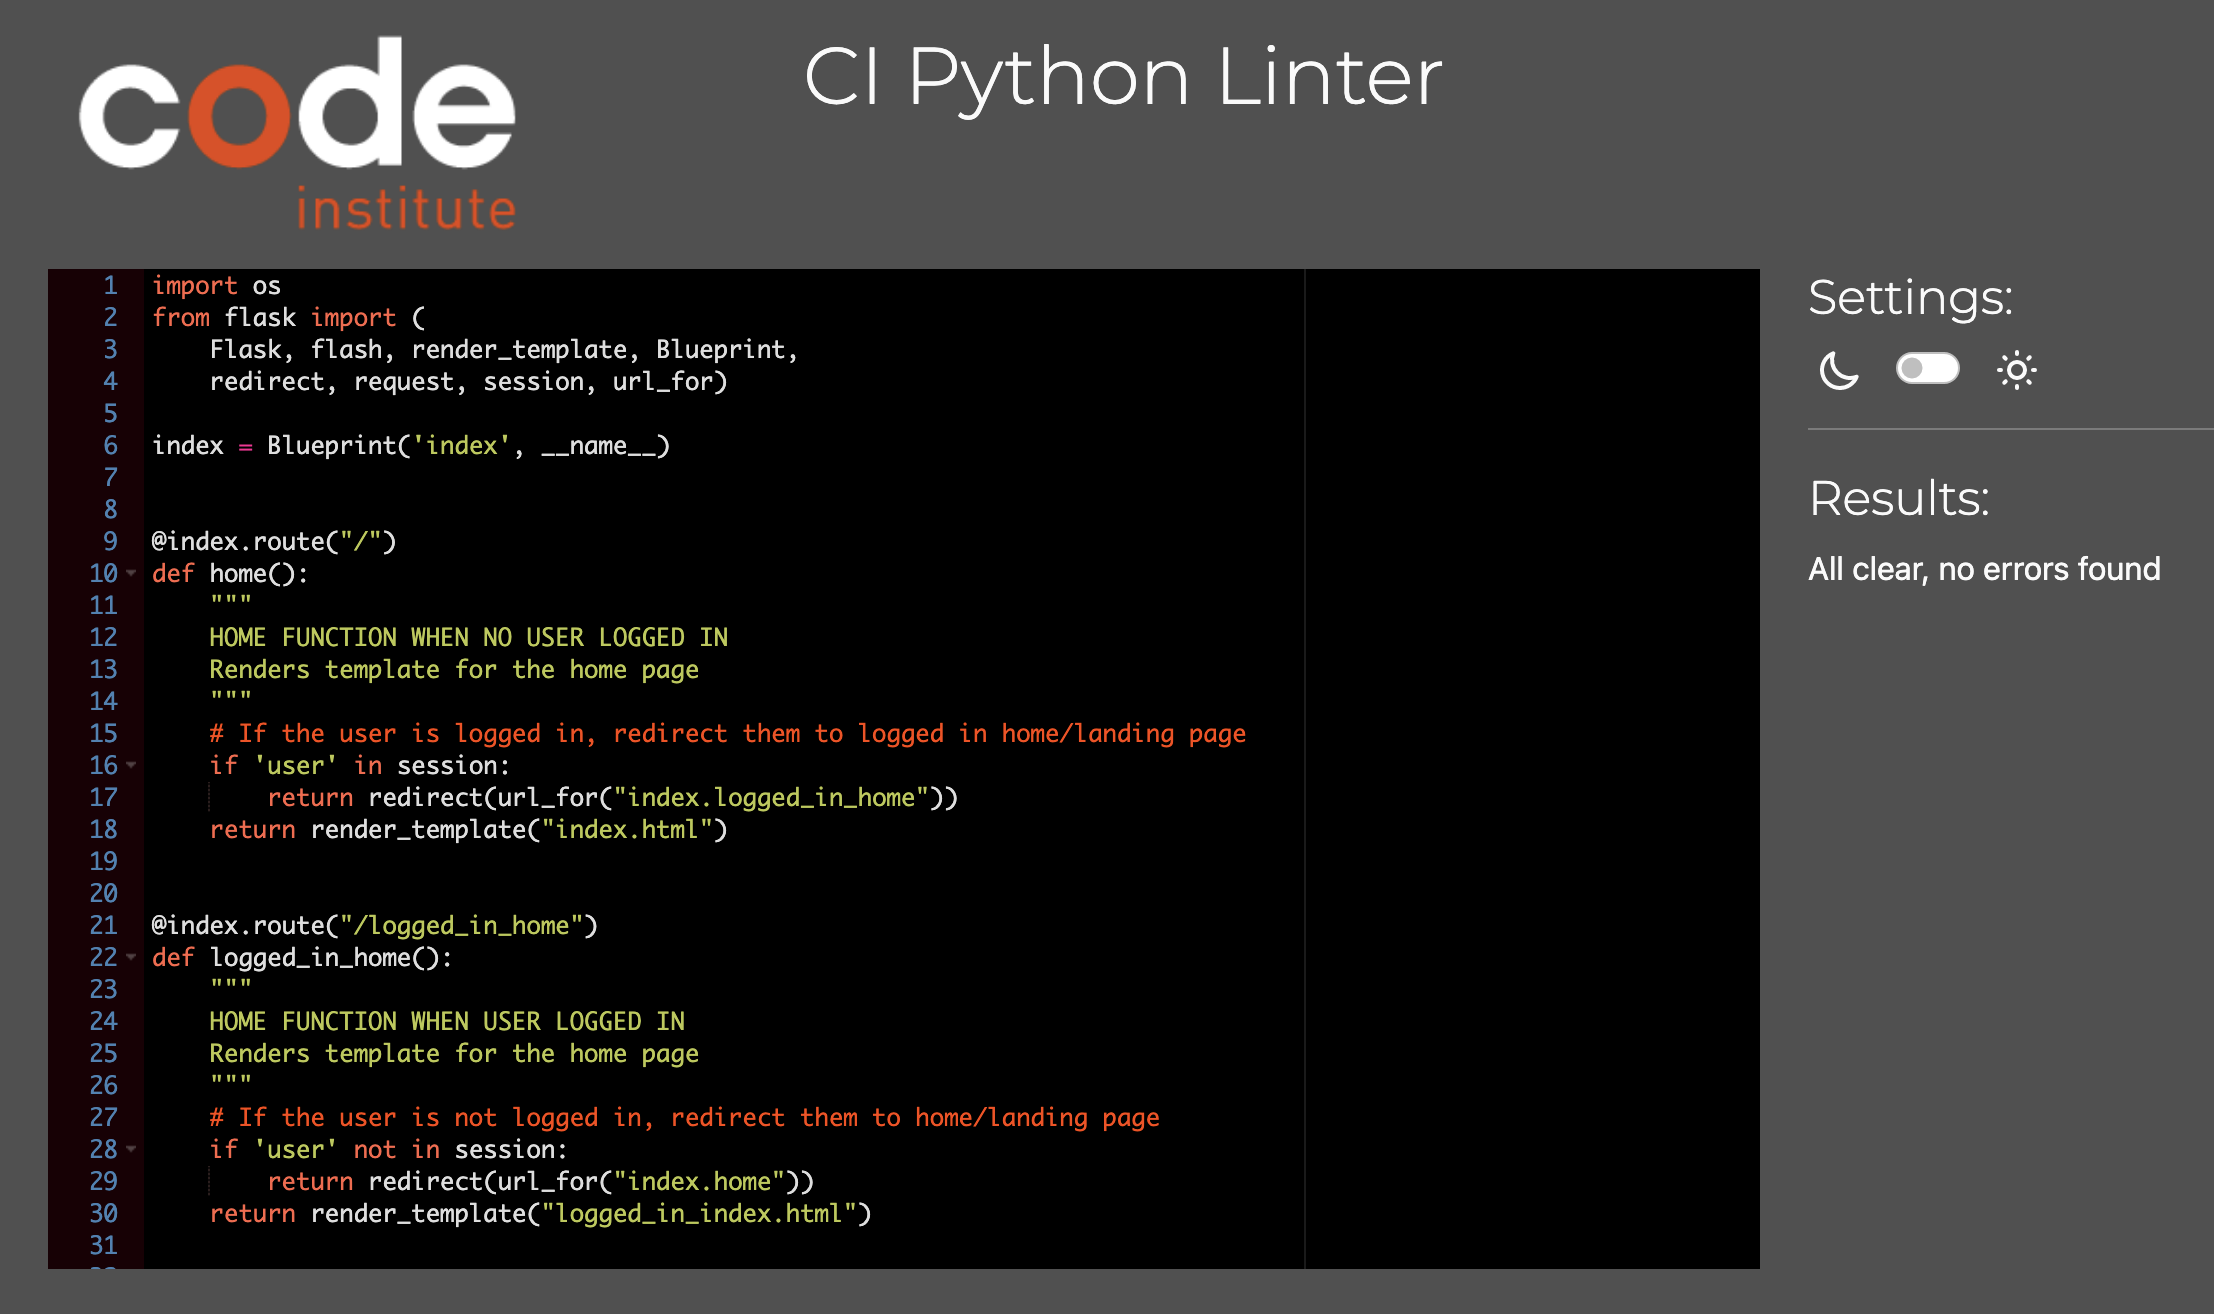 code
institute
CI Python Linter
1 import os
2 from flask import (
3     Flask, flash, render_template, Blueprint,
4     redirect, request, session, url_for)
5
6 index = Blueprint('index', __name__)
7
8
9 @index.route("/")
10 def home():
11     """
12     HOME FUNCTION WHEN NO USER LOGGED IN
13     Renders template for the home page
14     """
15     # If the user is logged in, redirect them to logged in home/landing page
16     if 'user' in session:
17         return redirect(url_for("index.logged_in_home"))
18     return render_template("index.html")
19
20
21 @index.route("/logged_in_home")
22 def logged_in_home():
23     """
24     HOME FUNCTION WHEN USER LOGGED IN
25     Renders template for the home page
26     """
27     # If the user is not logged in, redirect them to home/landing page
28     if 'user' not in session:
29         return redirect(url_for("index.home"))
30     return render_template("logged_in_index.html")
31
Settings:
Results:
All clear, no errors found